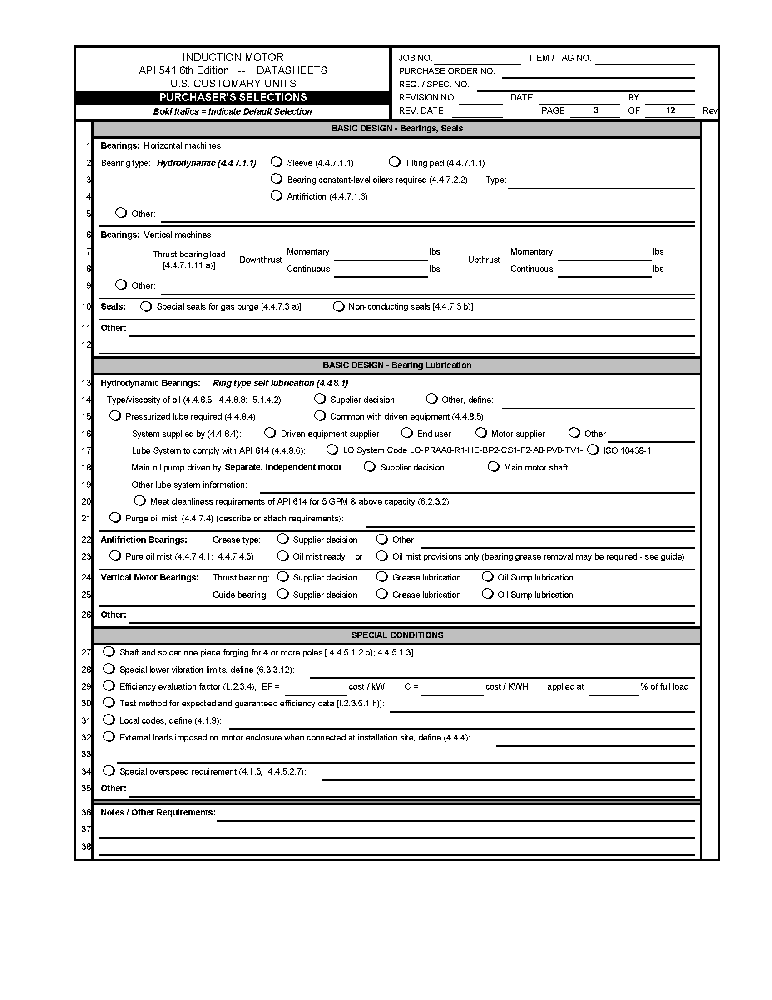 INDUCTION MOTOR
API 541 6th Edition -- DATASHEETS
U.S. CUSTOMARY UNITS
PURCHASER'S SELECTIONS
Bold Italics = Indicate Default Selection
JOB NO. ITEM / TAG NO.
PURCHASE ORDER NO.
REQ. / SPEC. NO.
REVISION NO. DATE BY
REV. DATE PAGE 3 OF 12 Rev
BASIC DESIGN - Bearings, Seals
1 Bearings: Horizontal machines
2 Bearing type: Hydrodynamic (4.4.7.1.1) Sleeve (4.4.7.1.1) Tilting pad (4.4.7.1.1)
3 Bearing constant-level oilers required (4.4.7.2.2) Type:
4 Antifriction (4.4.7.1.3)
5 Other:
6 Bearings: Vertical machines
7 Thrust bearing load Downthrust Momentary lbs Upthrust Momentary lbs
8 [4.4.7.1.11 a)] Continuous lbs Continuous lbs
9 Other:
10 Seals: Special seals for gas purge [4.4.7.3 a)] Non-conducting seals [4.4.7.3 b)]
11 Other:
12
BASIC DESIGN - Bearing Lubrication
13 Hydrodynamic Bearings: Ring type self lubrication (4.4.8.1)
14 Type/viscosity of oil (4.4.8.5; 4.4.8.8; 5.1.4.2) Supplier decision Other, define:
15 Pressurized lube required (4.4.8.4) Common with driven equipment (4.4.8.5)
16 System supplied by (4.4.8.4): Driven equipment supplier End user Motor supplier Other
17 Lube System to comply with API 614 (4.4.8.6): LO System Code LO-PRAA0-R1-HE-BP2-CS1-F2-A0-PV0-TV1- ISO 10438-1
18 Main oil pump driven by Separate, independent motor Supplier decision Main motor shaft
19 Other lube system information:
20 Meet cleanliness requirements of API 614 for 5 GPM & above capacity (6.2.3.2)
21 Purge oil mist (4.4.7.4) (describe or attach requirements):
22 Antifriction Bearings: Grease type: Supplier decision Other
23 Pure oil mist (4.4.7.4.1; 4.4.7.4.5) Oil mist ready or Oil mist provisions only (bearing grease removal may be required - see guide)
24 Vertical Motor Bearings: Thrust bearing: Supplier decision Grease lubrication Oil Sump lubrication
25 Guide bearing: Supplier decision Grease lubrication Oil Sump lubrication
26 Other:
SPECIAL CONDITIONS
27 Shaft and spider one piece forging for 4 or more poles [ 4.4.5.1.2 b); 4.4.5.1.3]
28 Special lower vibration limits, define (6.3.3.12):
29 Efficiency evaluation factor (L.2.3.4), EF = cost / kW C = cost / KWH applied at % of full load
30 Test method for expected and guaranteed efficiency data [I.2.3.5.1 h)]:
31 Local codes, define (4.1.9):
32 External loads imposed on motor enclosure when connected at installation site, define (4.4.4):
33
34 Special overspeed requirement (4.1.5, 4.4.5.2.7):
35 Other:
36 Notes / Other Requirements:
37
38